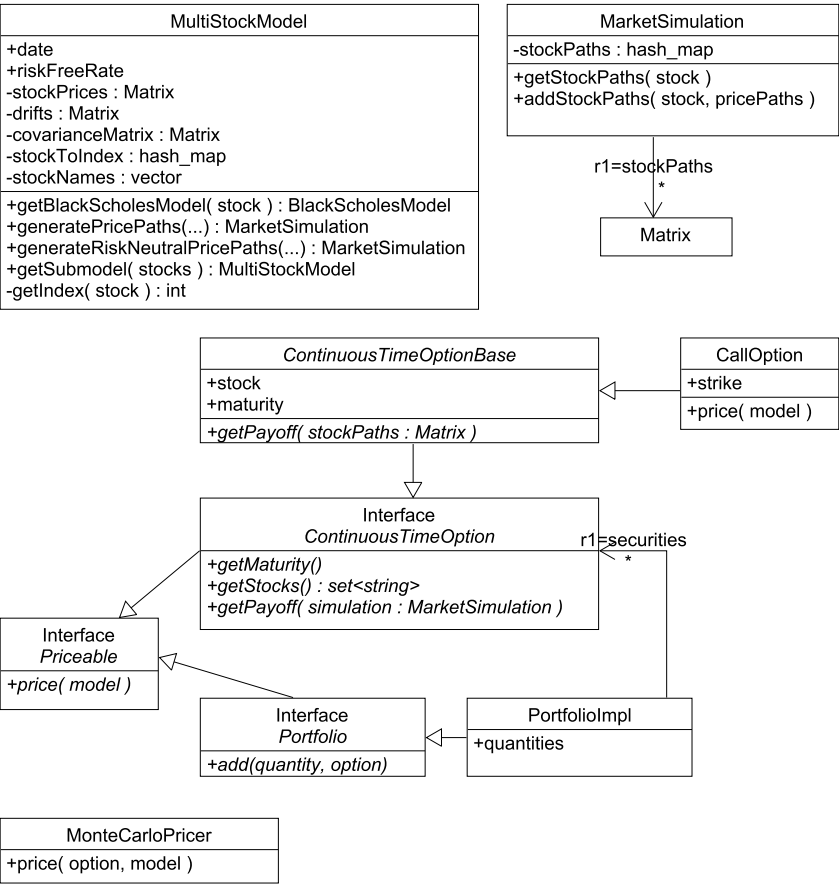 MultiStockModel
+date
+riskFreeRate
-stockPrices : Matrix
-drifts : Matrix
-covarianceMatrix : Matrix
-stockToIndex : hash_map
-stockNames : vector
+getBlackScholesModel( stock ) : BlackScholesModel
+generatePricePaths(...) : MarketSimulation
+generateRiskNeutralPricePaths(...) : MarketSimulation
+getSubmodel( stocks ) : MultiStockModel
-getIndex( stock ) : int
MarketSimulation
-stockPaths : hash_map
+getStockPaths( stock )
+addStockPaths( stock, pricePaths )
r1=stockPaths
*
Matrix
ContinuousTimeOptionBase
+stock
+maturity
+getPayoff( stockPaths : Matrix )
CallOption
+strike
+price( model )
Interface
ContinuousTimeOption
+getMaturity()
+getStocks() : set<string>
+getPayoff( simulation : MarketSimulation )
r1=securities
*
Interface
Priceable
+price( model )
Interface
Portfolio
+add(quantity, option)
PortfolioImpl
+quantities
MonteCarloPricer
+price( option, model )